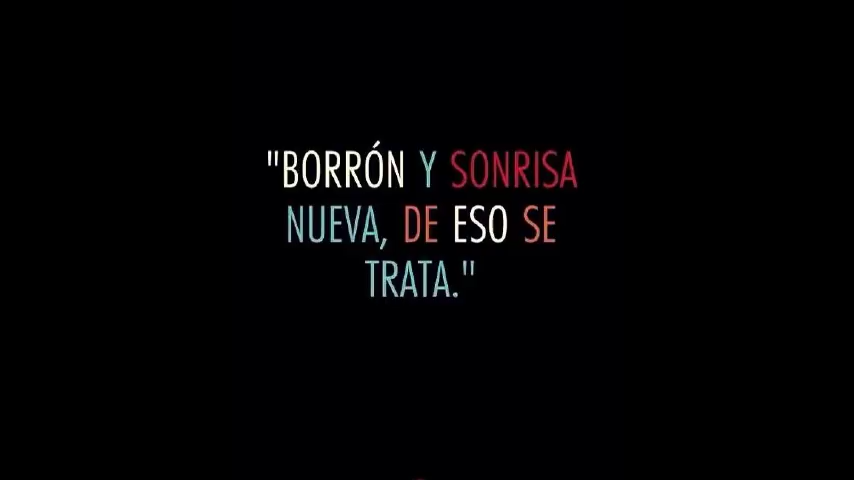 "BORRÓN Y SONRISA
NUEVA, DE ESO SE
TRATA."